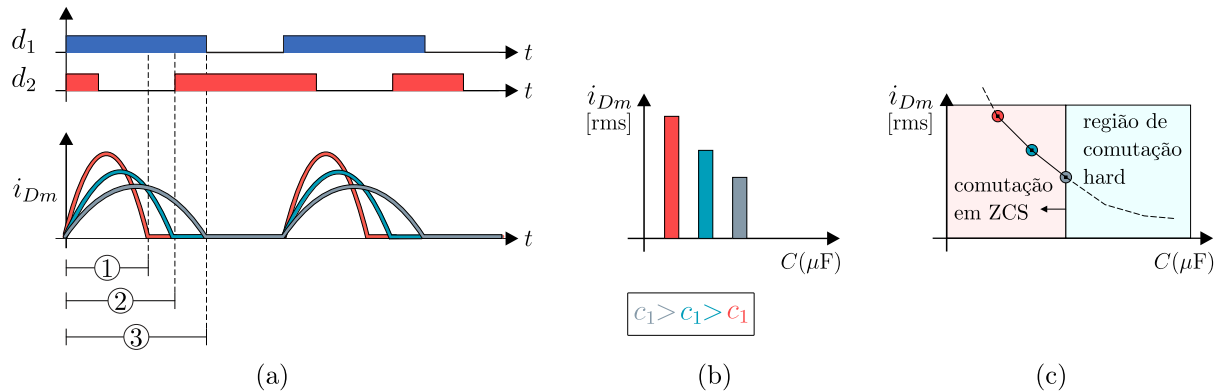 d1
t
d2
t
iDm
t
1
2
3
(a)
iDm
[rms]
C(μF)
c1> c1> c1
(b)
iDm
[rms]
região de
comutação
hard
comutação
em ZCS
C(μF)
(c)